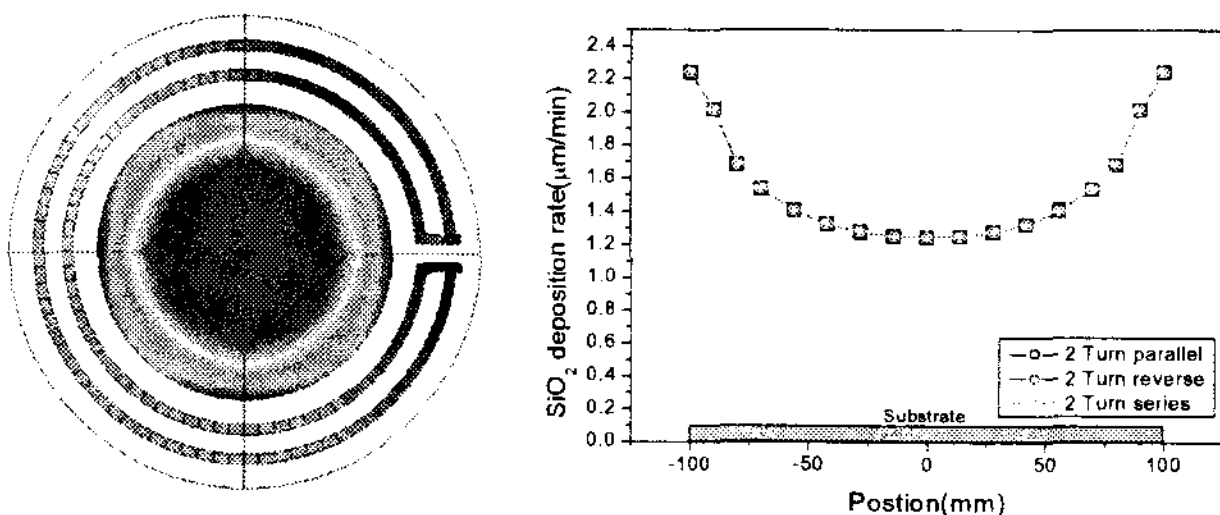 SiO2 deposition rate(μm/min)
2.4
2.2
2.0
1.8
1.6
1.4
1.2
1.0
0.8
0.6
0.4
0.2
0.0
2 Turn parallel
2 Turn reverse
2 Turn series
Substrate
-100 -50 0 50 100
Postion(mm)